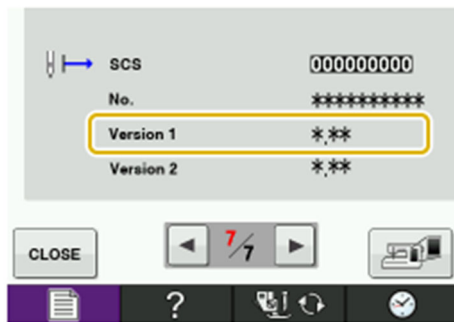 SCS 000000000
No. **********
Version 1 *.**
Version 2 *.**
CLOSE 7/7
?